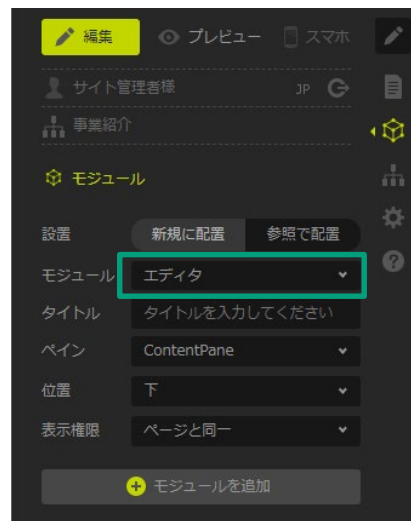 編集 プレビュー スマホ
サイト管理者様 JP
事業紹介
モジュール
設置 新規に配置 参照で配置
モジュール エディタ
タイトル タイトルを入力してください
ペイン ContentPane
位置 下
表示権限 ページと同一
モジュールを追加